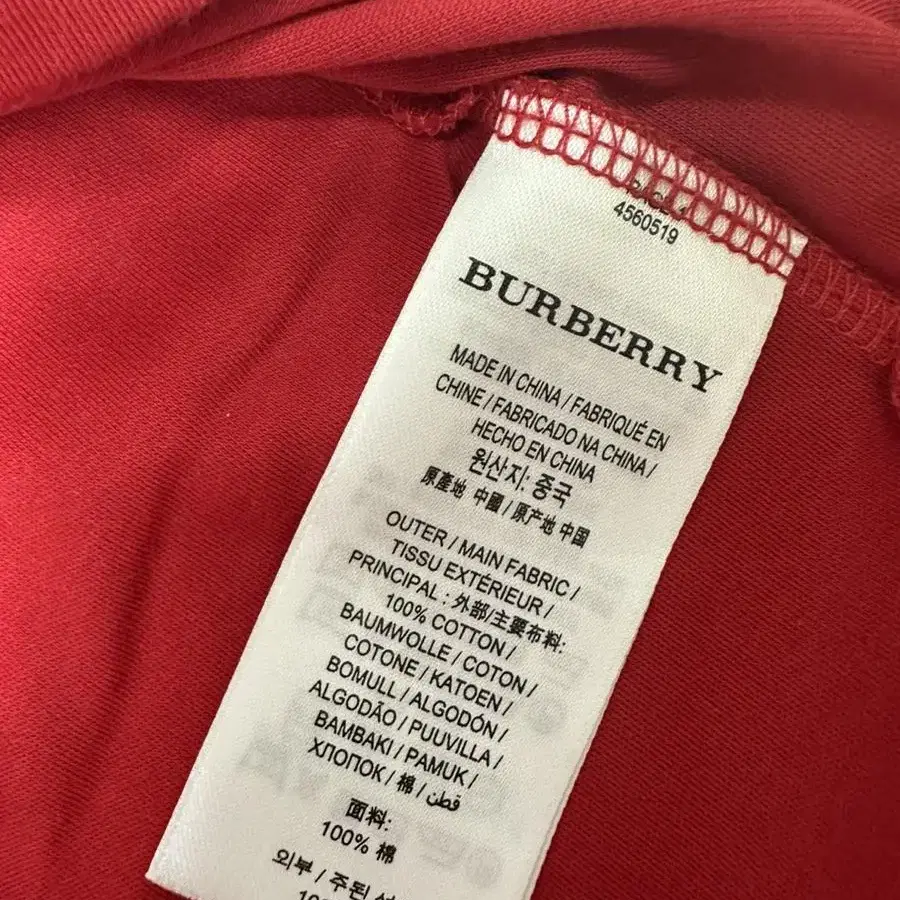 4560519
BURBERRY
MADE IN CHINA / FABRIQUÉ EN
CHINE / FABRICADO NA CHINA /
HECHO EN CHINA
원산지: 중국
原產地 中國 / 原产地 中国
OUTER / MAIN FABRIC /
TISSU EXTÉRIEUR /
PRINCIPAL : 外部/主要布料:
100% COTTON /
BAUMWOLLE / COTON /
COTONE / KATOEN /
BOMULL / ALGODÓN /
ALGODÃO / PUUVILLA /
BAMBAKI / PAMUK /
ХЛОПОК / 棉 / قطن
面料:
100% 棉
외부 / 주된